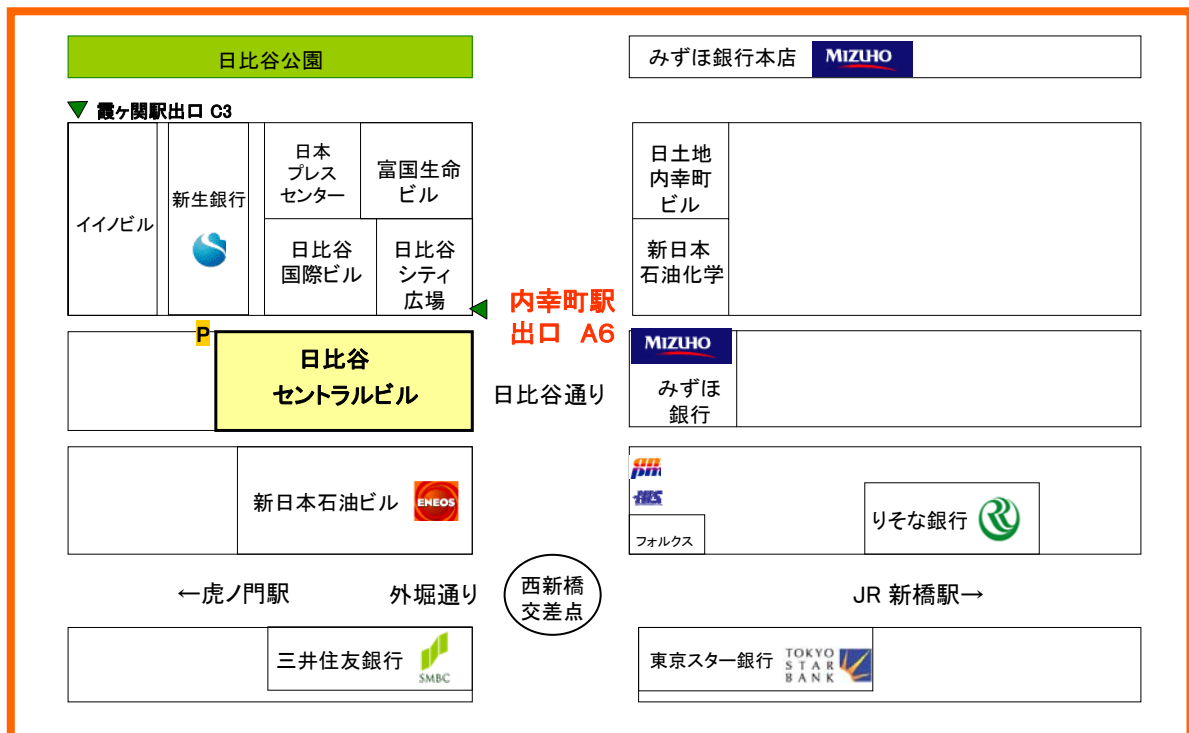 日比谷公園
みずほ銀行本店 MIZUHO
霞ヶ関駅出口 C3
イイノビル
新生銀行
日本
プレス
センター
富国生命
ビル
日比谷
国際ビル
日比谷
シティ
広場
日土地
内幸町
ビル
新日本
石油化学
内幸町駅
出口 A6
P
日比谷
セントラルビル
日比谷通り
MIZUHO
みずほ
銀行
新日本石油ビル ENEOS
am
pm
HIS
フォルクス
りそな銀行
←虎ノ門駅
外堀通り
西新橋
交差点
JR 新橋駅→
三井住友銀行
SMBC
東京スター銀行
TOKYO
STAR
BANK